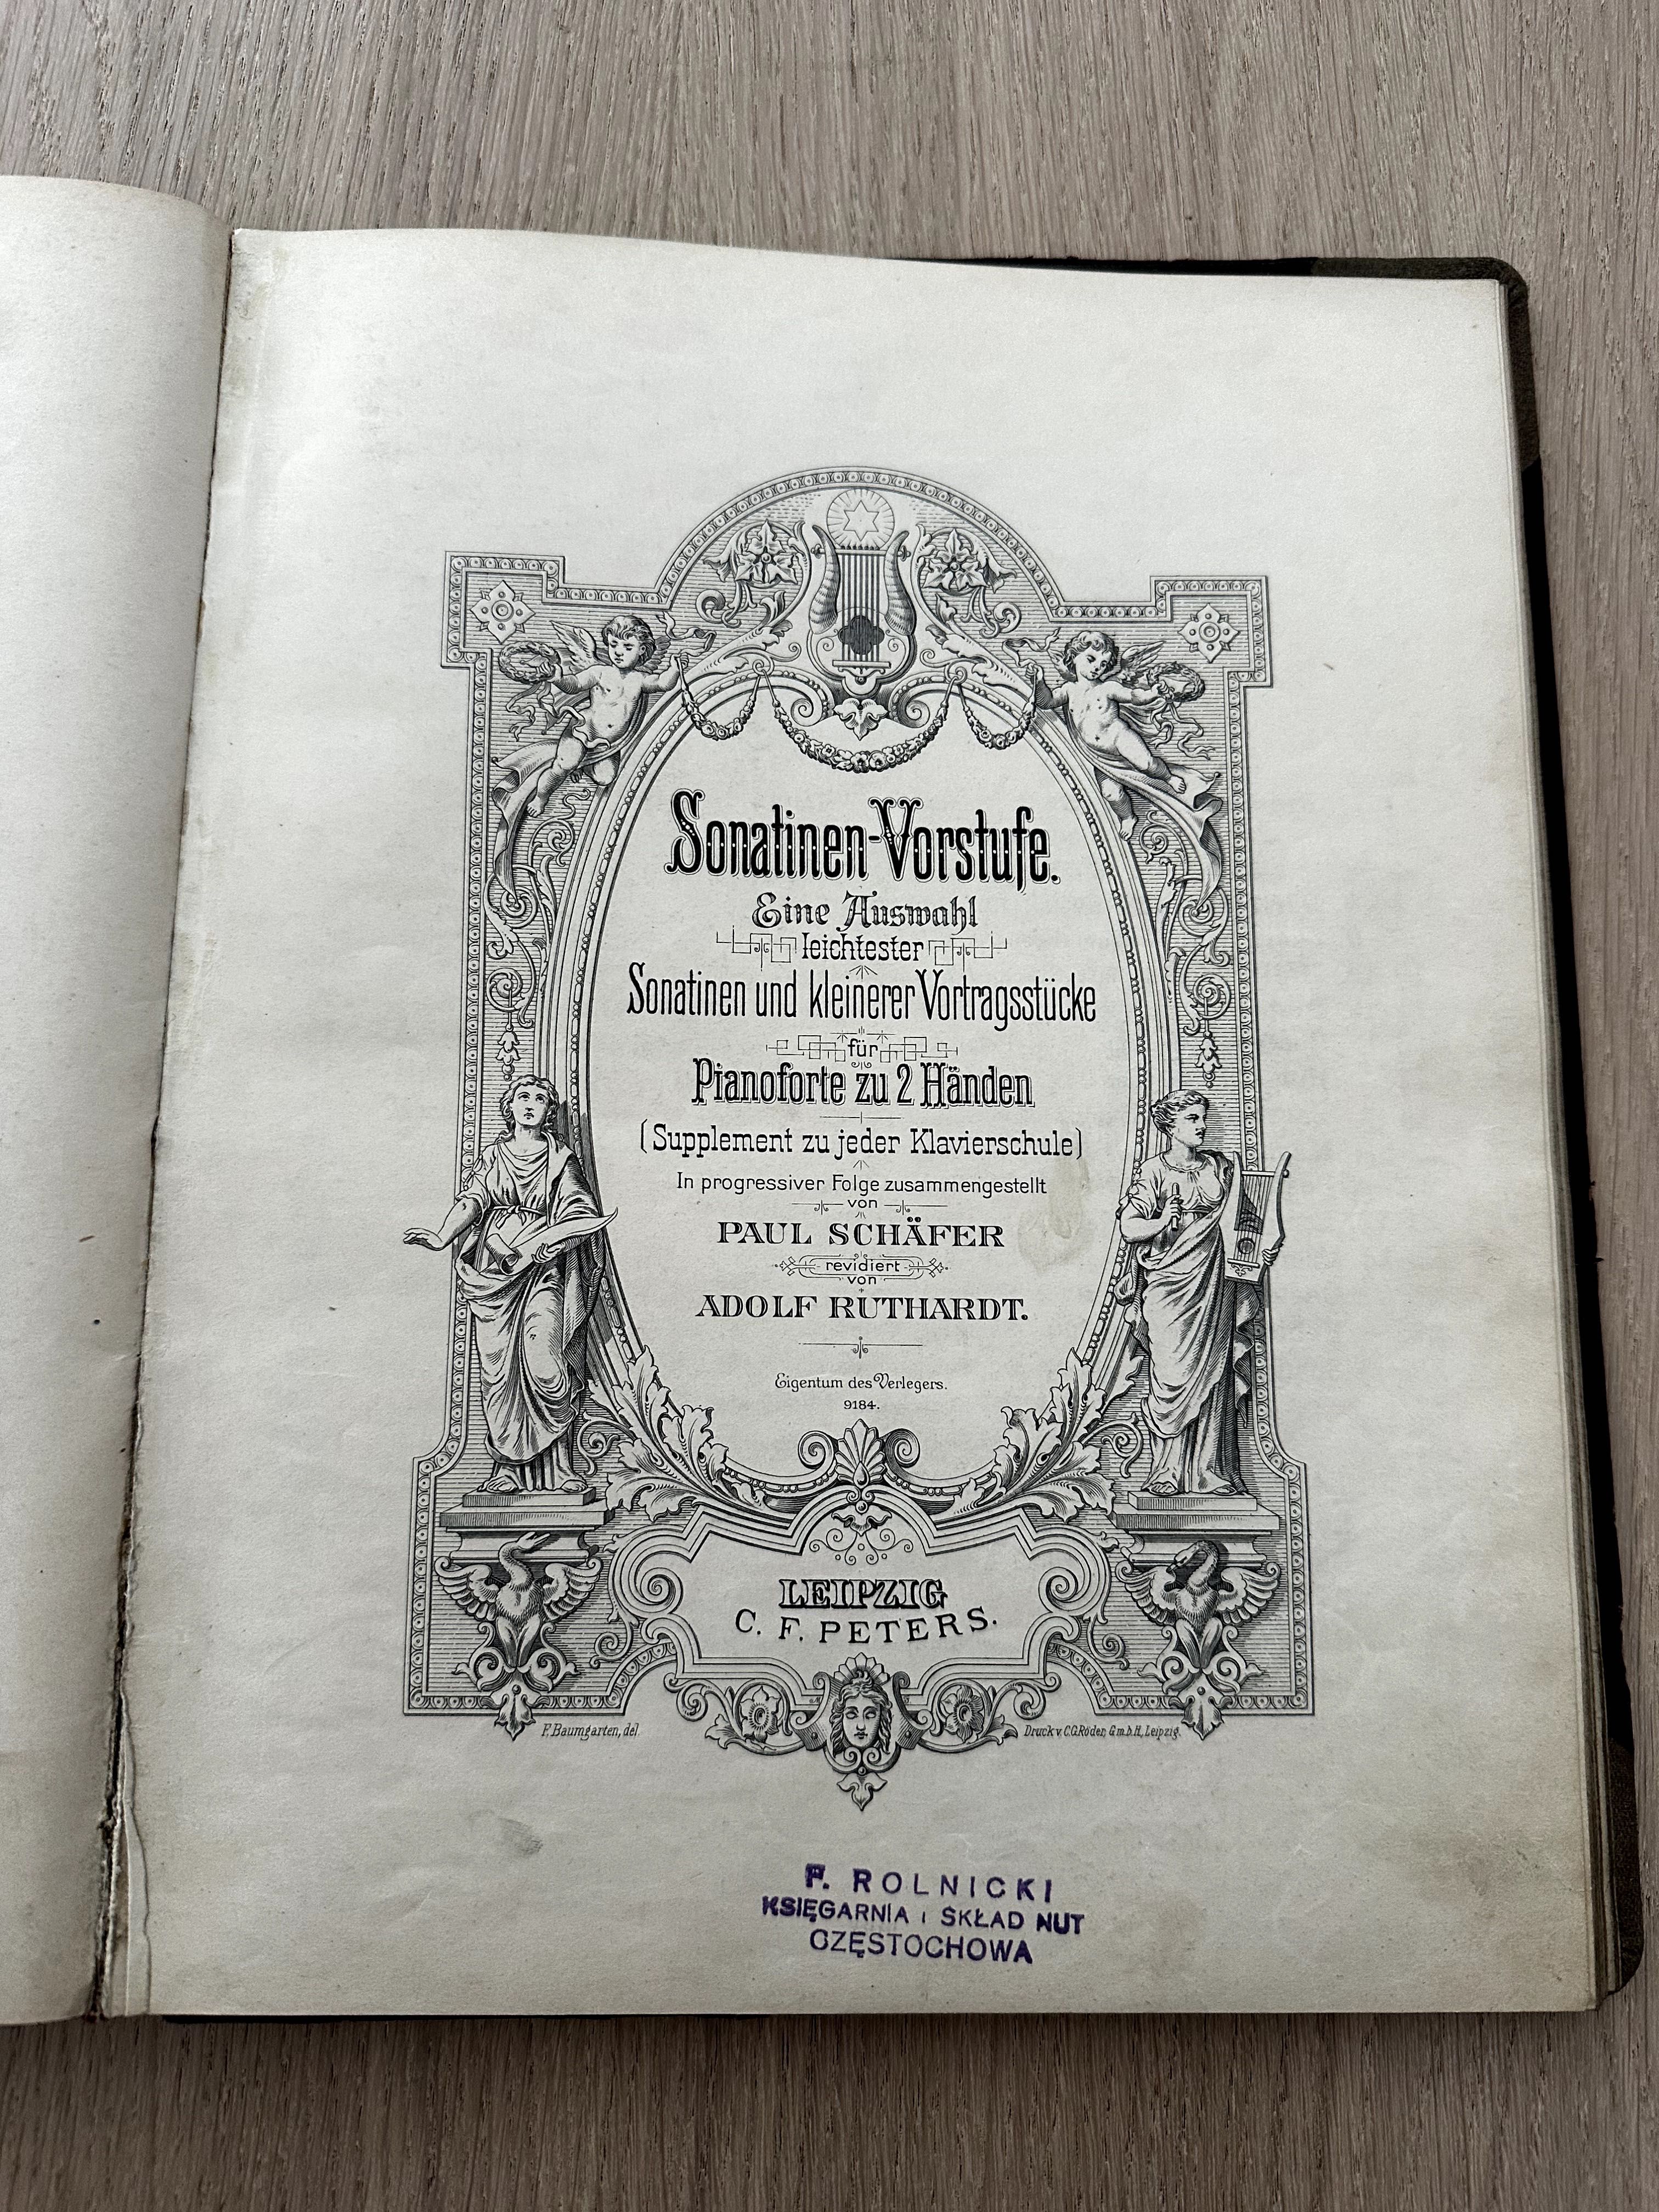 Sonatinen-Vorstufe.
Eine Auswahl
leichtester
Sonatinen und kleinerer Vortragsstücke
für
Pianoforte zu 2 Händen
(Supplement zu jeder Klavierschule)
In progressiver Folge zusammengestellt
von
PAUL SCHÄFER
revidiert
von
ADOLF RUTHARDT.
Eigentum des Verlegers.
9184.
LEIPZIG
C. F. PETERS.
F. Baumgarten, del.
Druck v. C.G. Röder, G.m.b.H., Leipzig.
F. ROLNICKI
KSIĘGARNIA i SKŁAD NUT
CZĘSTOCHOWA